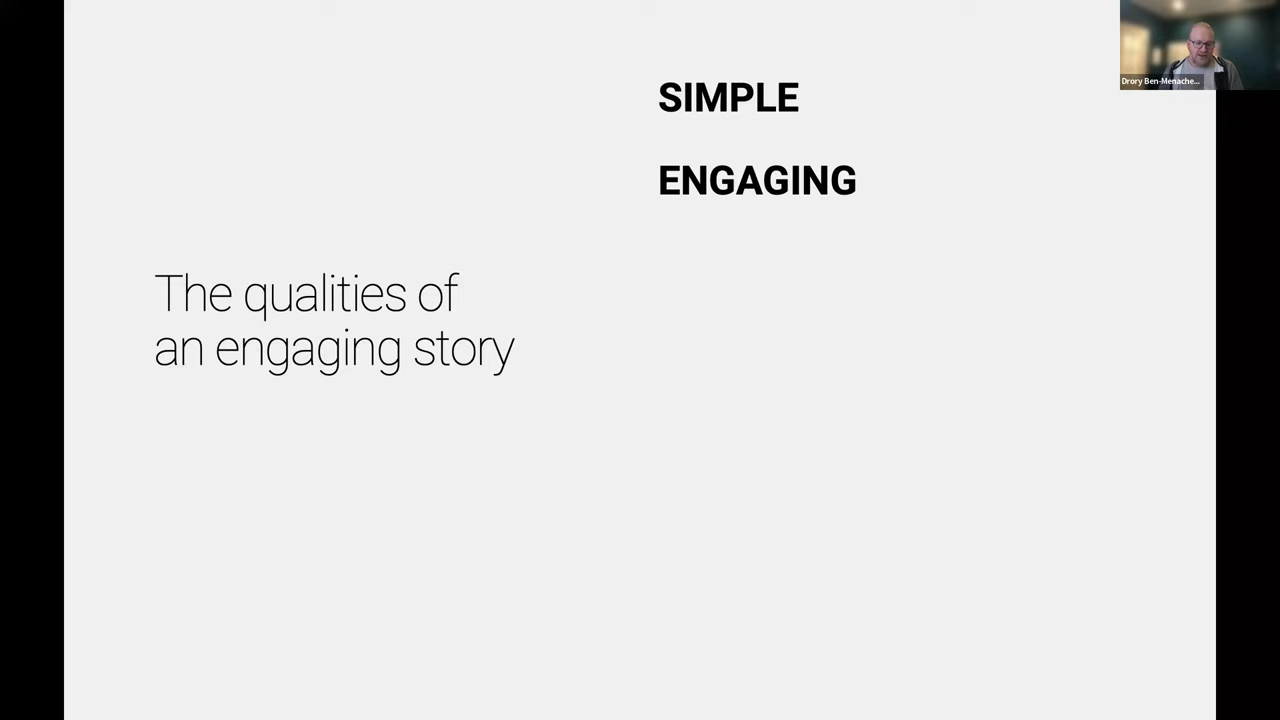 The qualities of
an engaging story
SIMPLE
ENGAGING
Drory Ben-Menache...